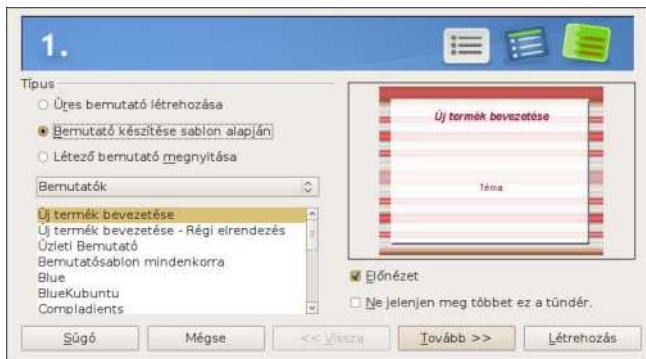 1.
Típus
Üres bemutató létrehozása
Bemutató készítése sablon alapján
Létező bemutató megnyitása
Bemutatók
Új termék bevezetése
Új termék bevezetése - Régi elrendezés
Üzleti Bemutató
Bemutatósablon mindenkorra
Blue
BlueKubuntu
Compladients
Új termék bevezetése
Téma
Előnézet
Ne jelenjen meg többet ez a tündér.
Súgó
Mégse
<< Vissza
Tovább >>
Létrehozás